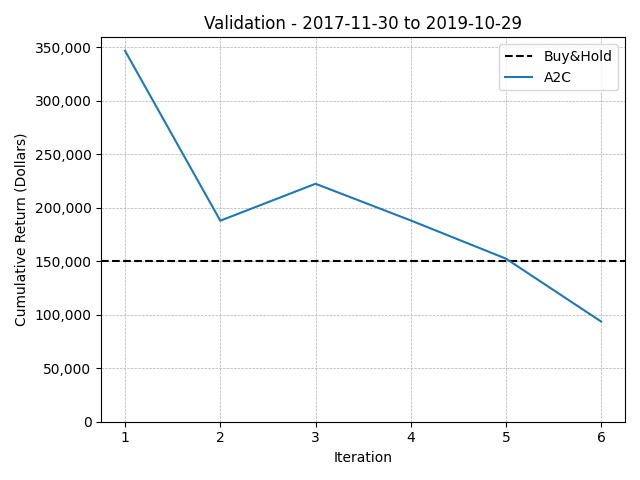 Validation - 2017-11-30 to 2019-10-29
Buy&Hold
A2C
Cumulative Return (Dollars)
350,000
300,000
250,000
200,000
150,000
100,000
50,000
0
1 2 3 4 5 6
Iteration